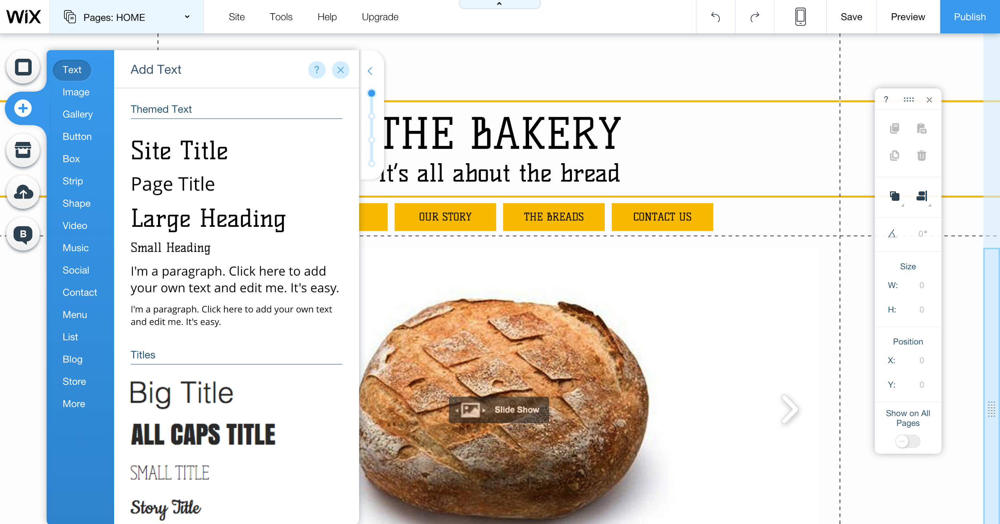 WiX
Pages: HOME
Site
Tools
Help
Upgrade
Save
Preview
Publish
Text
Image
Gallery
Button
Box
Strip
Shape
Video
Music
Social
Contact
Menu
List
Blog
Store
More
B
Add Text
?
Themed Text
Site Title
Page Title
Large Heading
Small Heading
I'm a paragraph. Click here to add
your own text and edit me. It's easy.
I'm a paragraph. Click here to add your own text
and edit me. It's easy.
Titles
Big Title
ALL CAPS TITLE
SMALL TITLE
Story Title
THE BAKERY
It's all about the bread
OUR STORY
THE BREADS
CONTACT US
Slide Show
?
0°
Size
W: 0
H: 0
Position
X: 0
Y: 0
Show on All
Pages